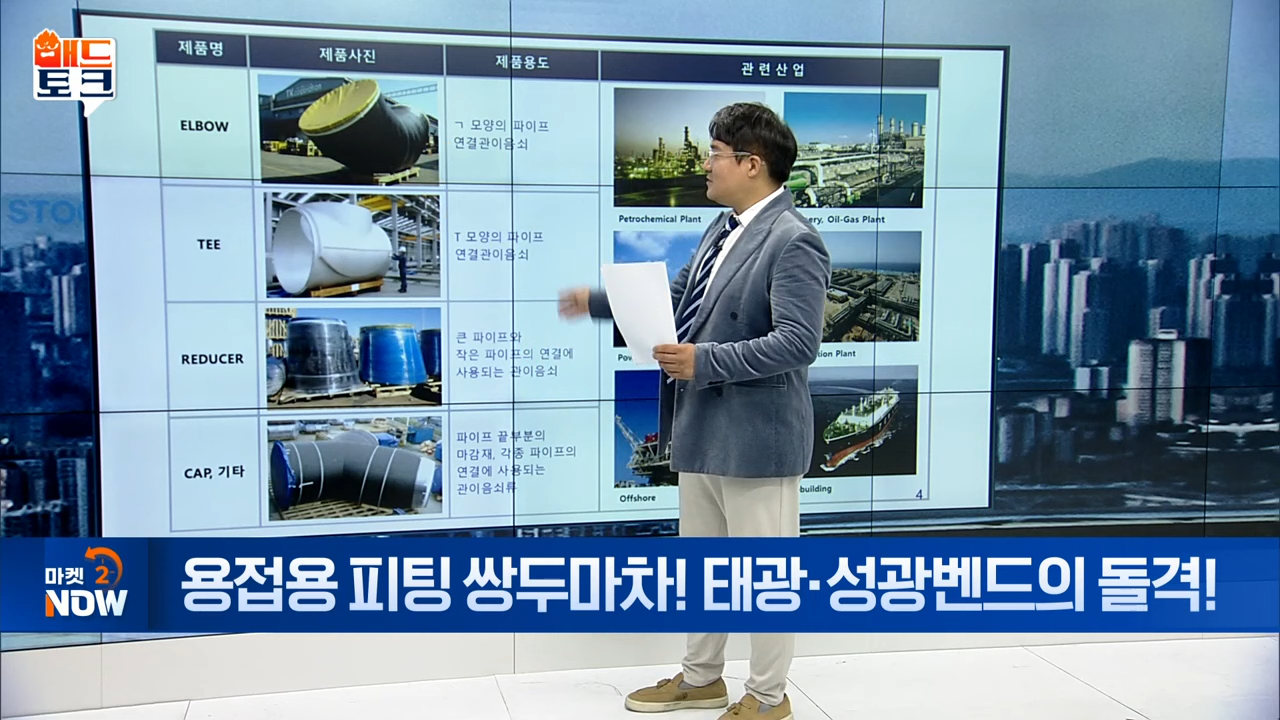 매드
토크
제품명
제품사진
제품용도
관련산업
ELBOW
ㄱ 모양의 파이프
연결관이음쇠
Petrochemical Plant
ery, Oil-Gas Plant
STOC
TEE
T 모양의 파이프
연결관이음쇠
REDUCER
큰 파이프와
작은 파이프의 연결에
사용되는 관이음쇠
Po
tion Plant
CAP, 기타
파이프 끝부분의
마감재, 각종 파이프의
연결에 사용되는
관이음쇠류
Offshore
building
4
마켓 2
NOW
용접용 피팅 쌍두마차! 태광·성광벤드의 돌격!